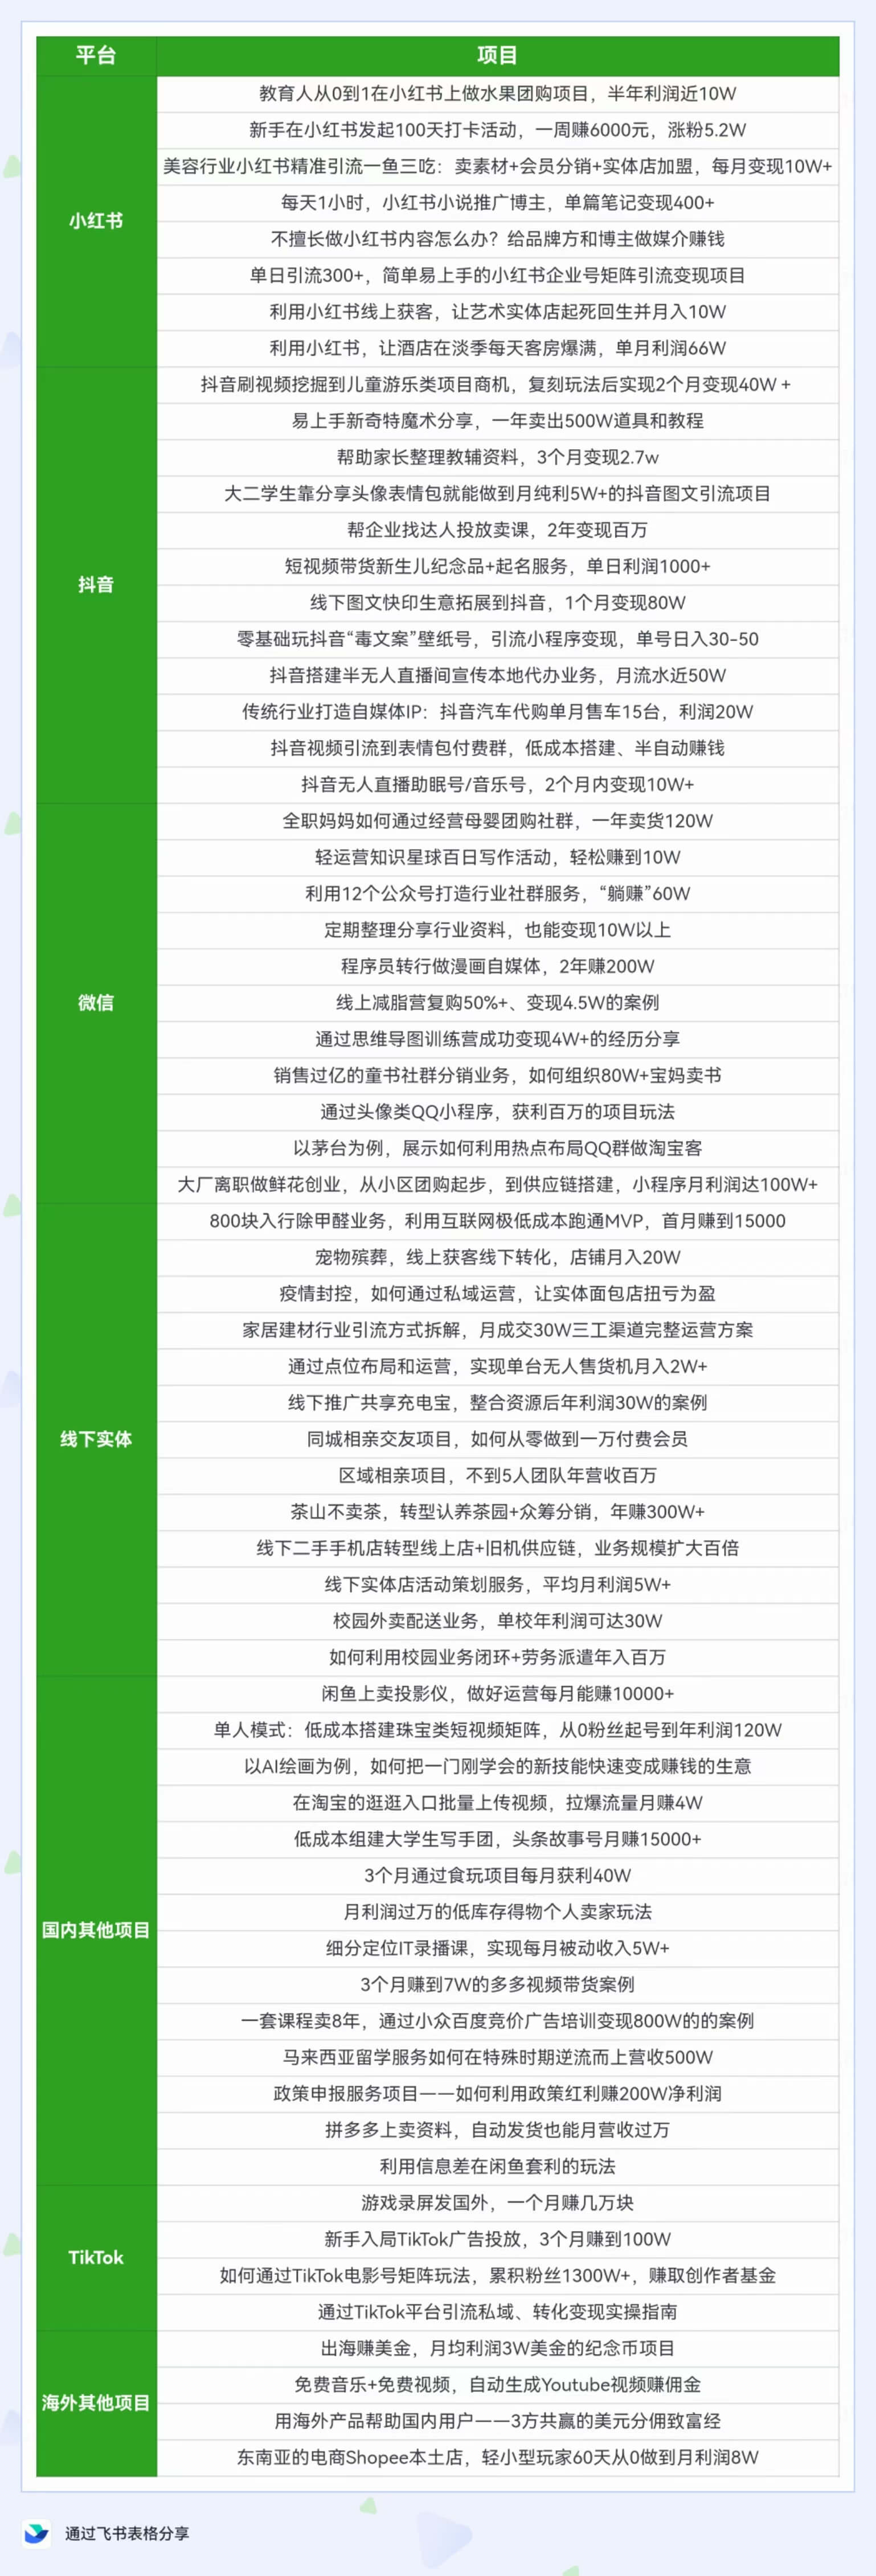 平台 项目
小红书
教育人从0到1在小红书上做水果团购项目，半年利润近10W
新手在小红书发起100天打卡活动，一周赚6000元，涨粉5.2W
美容行业小红书精准引流一鱼三吃：卖素材+会员分销+实体店加盟，每月变现10W+
每天1小时，小红书小说推广博主，单篇笔记变现400+
不擅长做小红书内容怎么办？给品牌方和博主做媒介赚钱
单日引流300+，简单易上手的小红书企业号矩阵引流变现项目
利用小红书线上获客，让艺术实体店起死回生并月入10W
利用小红书，让酒店在淡季每天客房爆满，单月利润66W
抖音
抖音刷视频挖掘到儿童游乐类项目商机，复刻玩法后实现2个月变现40W +
易上手新奇特魔术分享，一年卖出500W道具和教程
帮助家长整理教辅资料，3个月变现2.7w
大二学生靠分享头像表情包就能做到月纯利5W+的抖音图文引流项目
帮企业找达人投放卖课，2年变现百万
短视频带货新生儿纪念品+起名服务，单日利润1000+
线下图文快印生意拓展到抖音，1个月变现80W
零基础玩抖音“毒文案”壁纸号，引流小程序变现，单号日入30-50
抖音搭建半无人直播间宣传本地代办业务，月流水近50W
传统行业打造自媒体IP：抖音汽车代购单月售车15台，利润20W
抖音视频引流到表情包付费群，低成本搭建、半自动赚钱
抖音无人直播助眠号/音乐号，2个月内变现10W+
微信
全职妈妈如何通过经营母婴团购社群，一年卖货120W
轻运营知识星球百日写作活动，轻松赚到10W
利用12个公众号打造行业社群服务，“躺赚”60W
定期整理分享行业资料，也能变现10W以上
程序员转行做漫画自媒体，2年赚200W
线上减脂营复购50%+、变现4.5W的案例
通过思维导图训练营成功变现4W+的经历分享
销售过亿的童书社群分销业务，如何组织80W+宝妈卖书
通过头像类QQ小程序，获利百万的项目玩法
以茅台为例，展示如何利用热点布局QQ群做淘宝客
大厂离职做鲜花创业，从小区团购起步，到供应链搭建，小程序月利润达100W+
线下实体
800块入行除甲醛业务，利用互联网极低成本跑通MVP，首月赚到15000
宠物殡葬，线上获客线下转化，店铺月入20W
疫情封控，如何通过私域运营，让实体面包店扭亏为盈
家居建材行业引流方式拆解，月成交30W三工渠道完整运营方案
通过点位布局和运营，实现单台无人售货机月入2W+
线下推广共享充电宝，整合资源后年利润30W的案例
同城相亲交友项目，如何从零做到一万付费会员
区域相亲项目，不到5人团队年营收百万
茶山不卖茶，转型认养茶园+众筹分销，年赚300W+
线下二手手机店转型线上店+旧机供应链，业务规模扩大百倍
线下实体店活动策划服务，平均月利润5W+
校园外卖配送业务，单校年利润可达30W
如何利用校园业务闭环+劳务派遣年入百万
国内其他项目
闲鱼上卖投影仪，做好运营每月能赚10000+
单人模式：低成本搭建珠宝类短视频矩阵，从0粉丝起号到年利润120W
以AI绘画为例，如何把一门刚学会的新技能快速变成赚钱的生意
在淘宝的逛逛入口批量上传视频，拉爆流量月赚4W
低成本组建大学生写手团，头条故事号月赚15000+
3个月通过食玩项目每月获利40W
月利润过万的低库存得物个人卖家玩法
细分定位IT录播课，实现每月被动收入5W+
3个月赚到7W的多多视频带货案例
一套课程卖8年，通过小众百度竞价广告培训变现800W的的案例
马来西亚留学服务如何在特殊时期逆流而上营收500W
政策申报服务项目——如何利用政策红利赚200W净利润
拼多多上卖资料，自动发货也能月营收过万
利用信息差在闲鱼套利的玩法
TikTok
游戏录屏发国外，一个月赚几万块
新手入局TikTok广告投放，3个月赚到100W
如何通过TikTok电影号矩阵玩法，累积粉丝1300W+，赚取创作者基金
通过TikTok平台引流私域、转化变现实操指南
海外其他项目
出海赚美金，月均利润3W美金的纪念币项目
免费音乐+免费视频，自动生成Youtube视频赚佣金
用海外产品帮助国内用户——3方共赢的美元分佣致富经
东南亚的电商Shopee本土店，轻小型玩家60天从0做到月利润8W
通过飞书表格分享